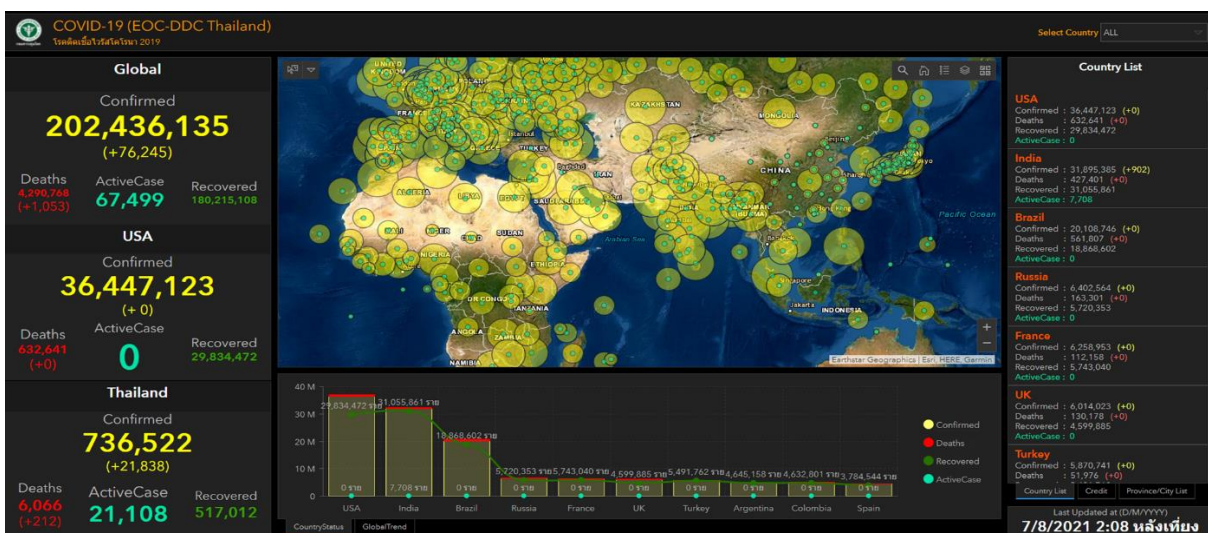 COVID-19 (EOC-DDC Thailand)
โรคติดเชื้อไวรัสโคโรนา 2019
Select Country ALL
Global
Confirmed
202,436,135
(+76,245)
Deaths
4,290,768
(+1,053)
ActiveCase
67,499
Recovered
180,215,108
USA
Confirmed
36,447,123
(+ 0)
Deaths
632,641
(+0)
ActiveCase
0
Recovered
29,834,472
Thailand
Confirmed
736,522
(+21,838)
Deaths
6,066
(+212)
ActiveCase
21,108
Recovered
517,012
UNITED
POLAND
FRANCE
KAZAKHSTAN
MONGOLIA
Istanbul
GREECE
TURKEY
Baghdad
IRAN
CHINA
Beijing
ALGERIA
LIBYA
EGYPT
Hong Kong
Pacific Ocean
MALI
NIGER
CHAD
SUDAN
Arabian Sea
NIGERIA
ETHIOPIA
Singapore
DR CONGO
TANZANIA
Jakarta
INDONESIA
ANGOLA
ZAMBIA
NAMIBIA
+
−
Earthstar Geographics | Esri, HERE, Garmin
40 M
30 M
20 M
10 M
0
29,834,472 ราย
31,055,861 ราย
18,868,602 ราย
5,720,353 ราย
5,743,040 ราย
4,599,885 ราย
5,491,762 ราย
4,645,158 ราย
4,632,801 ราย
3,784,544 ราย
0 ราย
7,708 ราย
0 ราย
0 ราย
0 ราย
0 ราย
0 ราย
0 ราย
0 ราย
0 ราย
USA
India
Brazil
Russia
France
UK
Turkey
Argentina
Colombia
Spain
Confirmed
Deaths
Recovered
ActiveCase
CountryStatus
GlobalTrend
Country List
USA
Confirmed : 36,447,123 (+0)
Deaths : 632,641 (+0)
Recovered : 29,834,472
ActiveCase : 0
India
Confirmed : 31,895,385 (+902)
Deaths : 427,401 (+0)
Recovered : 31,055,861
ActiveCase : 7,708
Brazil
Confirmed : 20,108,746 (+0)
Deaths : 561,807 (+0)
Recovered : 18,868,602
ActiveCase : 0
Russia
Confirmed : 6,402,564 (+0)
Deaths : 163,301 (+0)
Recovered : 5,720,353
ActiveCase : 0
France
Confirmed : 6,258,953 (+0)
Deaths : 112,158 (+0)
Recovered : 5,743,040
ActiveCase : 0
UK
Confirmed : 6,014,023 (+0)
Deaths : 130,178 (+0)
Recovered : 4,599,885
ActiveCase : 0
Turkey
Confirmed : 5,870,741 (+0)
Deaths : 51,976 (+0)
Country List
Credit
Province/City List
Last Updated at (D/M/YYYY)
7/8/2021 2:08 หลังเที่ยง